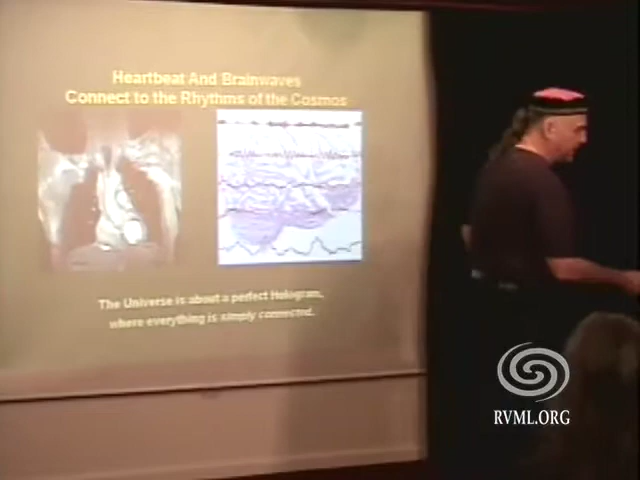 Heartbeat And Brainwaves
Connect to the Rhythms of the Cosmos
The Universe is about a perfect Hologram,
where everything is simply connected.
RVML.ORG